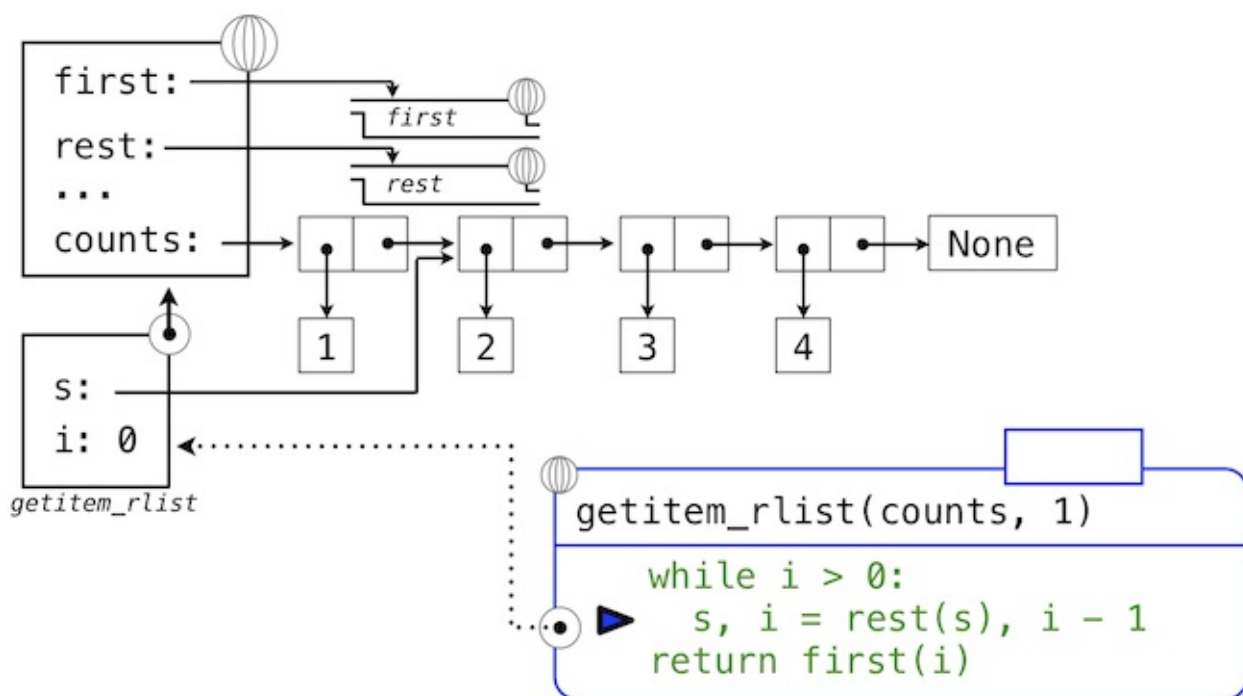 first:
first
rest:
rest
...
counts:
None
1 2 3 4
s:
i: 0
getitem_rlist
getitem_rlist(counts, 1)
while i > 0:
s, i = rest(s), i - 1
return first(i)